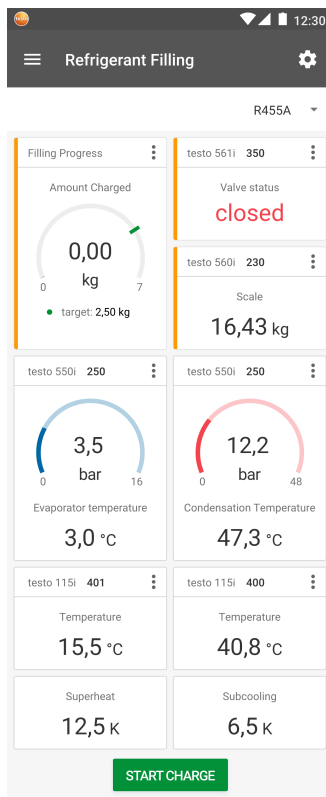 testo
12:30
Refrigerant Filling
R455A
Filling Progress
Amount Charged
0,00
kg
0 7
target: 2,50 kg
testo 561i 350
Valve status
closed
testo 560i 230
Scale
16,43 kg
testo 550i 250
3,5
bar
0 16
Evaporator temperature
3,0 °C
testo 550i 250
12,2
bar
0 48
Condensation Temperature
47,3 °C
testo 115i 401
Temperature
15,5 °C
testo 115i 400
Temperature
40,8 °C
Superheat
12,5 K
Subcooling
6,5 K
START CHARGE